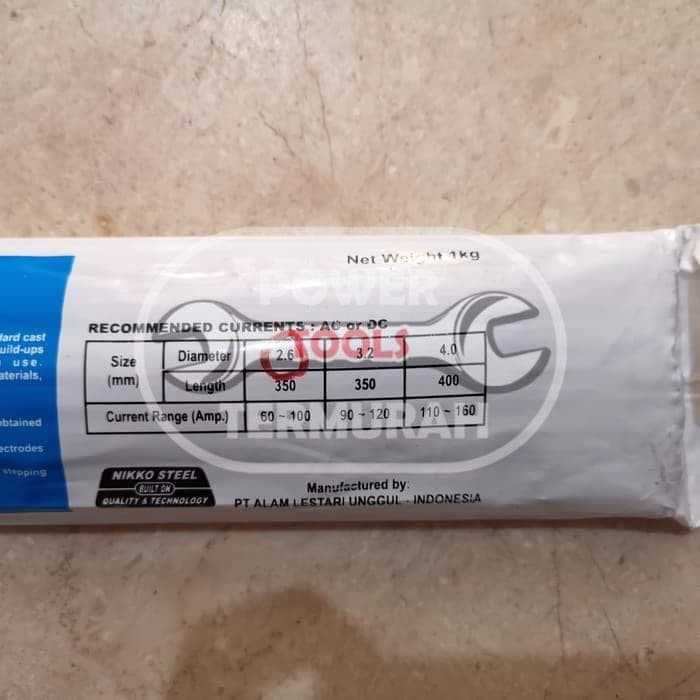 Net Weight 1kg
POWER
TOOLS
TERMURAH
RECOMMENDED CURRENTS : AC or DC
Size (mm) Diameter 2.6 3.2 4.0
Length 350 350 400
Current Range (Amp.) 60 ~ 100 90 ~ 120 110 ~ 160
ard cast
uild-ups
use.
aterials,
obtained
ectrodes
stepping
NIKKO STEEL
BUILT ON
QUALITY & TECHNOLOGY
Manufactured by:
PT ALAM LESTARI UNGGUL - INDONESIA